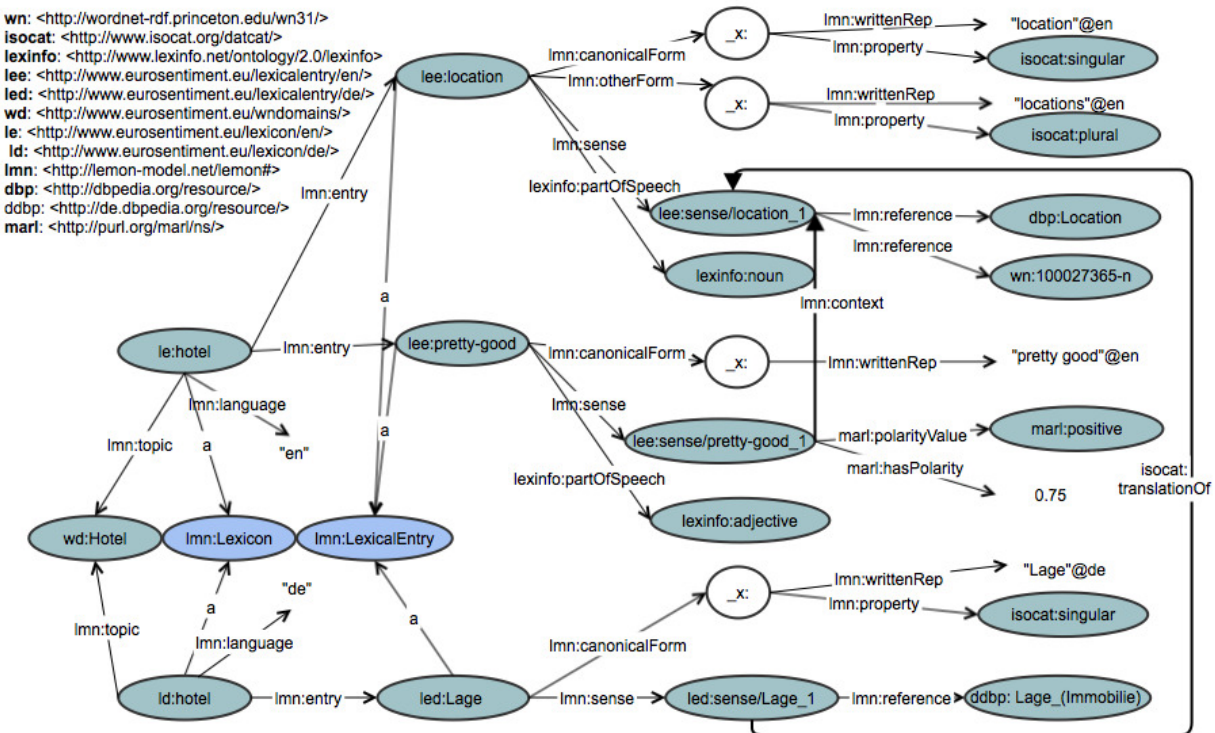 wn: <http://wordnet-rdf.princeton.edu/wn31/>
isocat: <http://www.isocat.org/datcat/>
lexinfo: <http://www.lexinfo.net/ontology/2.0/lexinfo>
lee: <http://www.eurosentiment.eu/lexicalentry/en/>
led: <http://www.eurosentiment.eu/lexicalentry/de/>
wd: <http://www.eurosentiment.eu/wndomains/>
le: <http://www.eurosentiment.eu/lexicon/en/>
ld: <http://www.eurosentiment.eu/lexicon/de/>
lmn: <http://lemon-model.net/lemon#>
dbp: <http://dbpedia.org/resource/>
ddbp: <http://de.dbpedia.org/resource/>
marl: <http://purl.org/marl/ns/>
lee:location
lmn:canonicalForm
_x:
lmn:writtenRep
"location"@en
lmn:property
isocat:singular
lmn:otherForm
_x:
lmn:writtenRep
"locations"@en
lmn:property
isocat:plural
lmn:sense
lexinfo:partOfSpeech
lmn:entry
lee:sense/location_1
lmn:reference
dbp:Location
lmn:reference
wn:100027365-n
lexinfo:noun
a
lmn:context
le:hotel
lmn:entry
lee:pretty-good
lmn:canonicalForm
_x:
lmn:writtenRep
"pretty good"@en
lmn:language
lmn:sense
lmn:topic
a
"en"
a
lee:sense/pretty-good_1
marl:polarityValue
marl:positive
marl:hasPolarity
0.75
isocat:
translationOf
lexinfo:partOfSpeech
lexinfo:adjective
wd:Hotel
lmn:Lexicon
lmn:LexicalEntry
"de"
_x:
lmn:writtenRep
"Lage"@de
lmn:property
isocat:singular
a
a
lmn:topic
lmn:language
lmn:canonicalForm
ld:hotel
lmn:entry
led:Lage
lmn:sense
led:sense/Lage_1
lmn:reference
ddbp: Lage_(Immobilie)